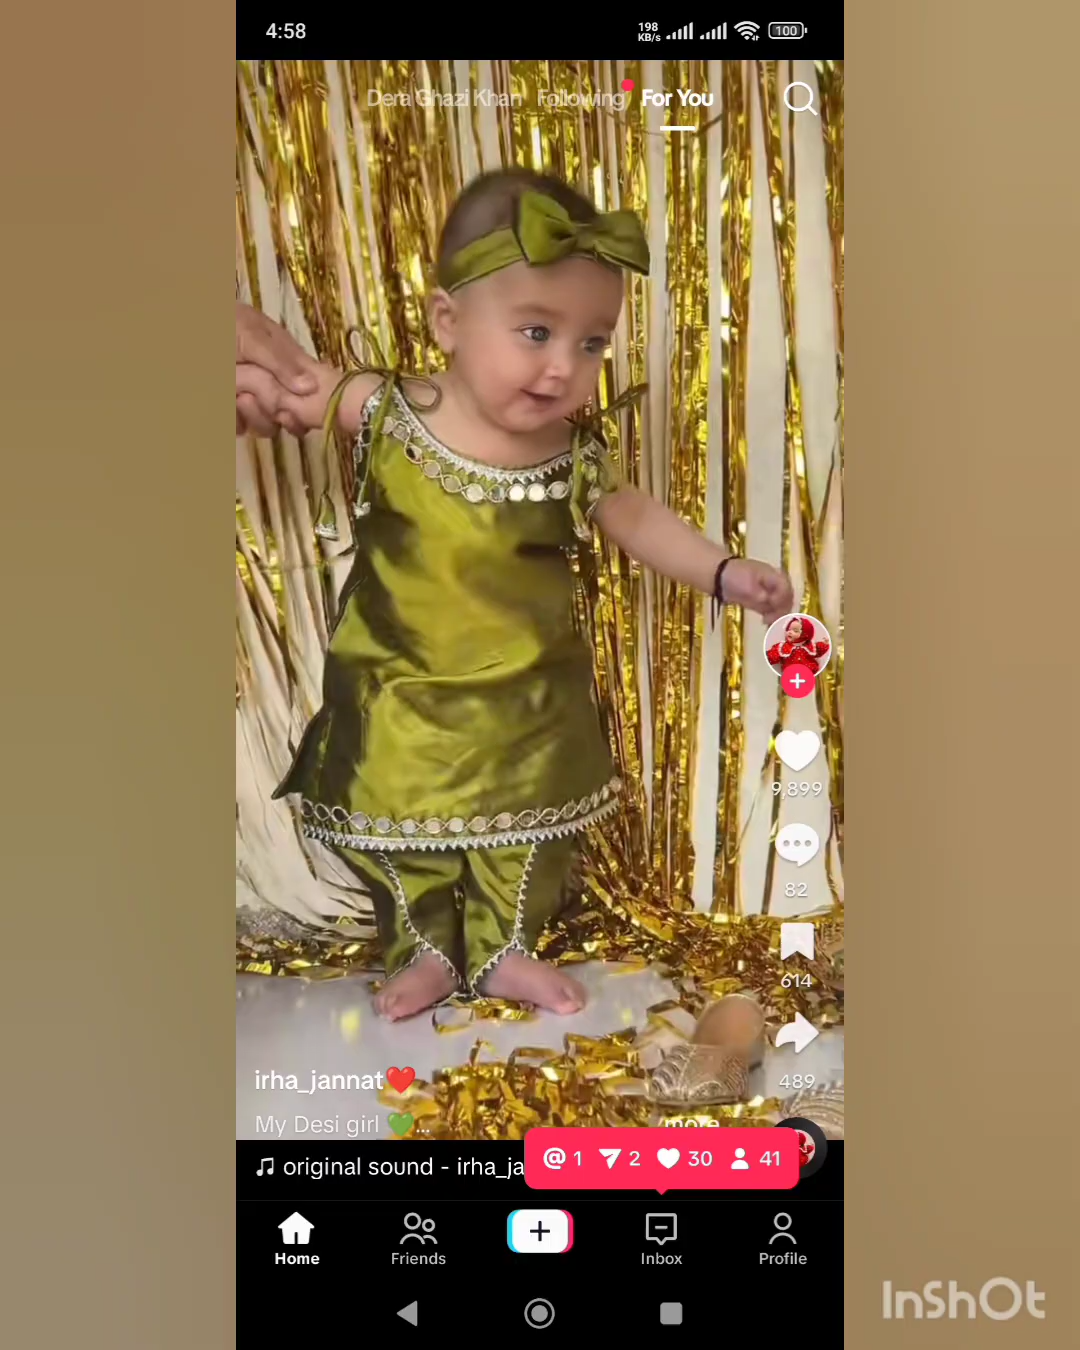 4:58
198
KB/s
100
Dera Ghazi Khan Following For You
9,899
82
614
489
irha_jannat❤️
My Desi girl 💚...
more
original sound - irha_ja
@ 1 2 30 41
Home Friends Inbox Profile
InShOt